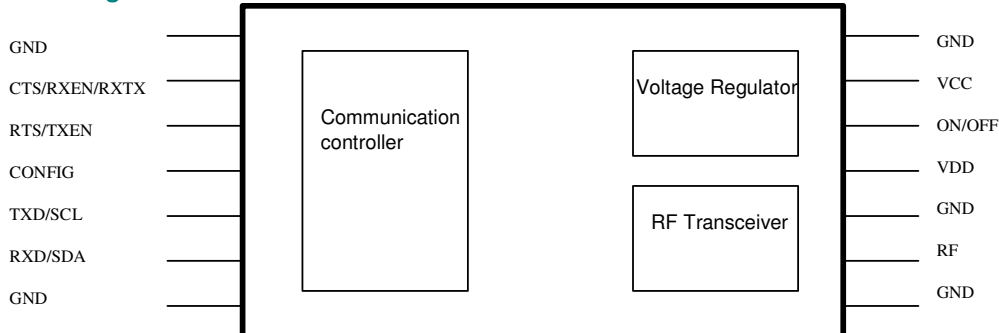 GND
CTS/RXEN/RXTX
RTS/TXEN
CONFIG
TXD/SCL
RXD/SDA
GND
Communication
controller
Voltage Regulator
RF Transceiver
GND
VCC
ON/OFF
VDD
GND
RF
GND